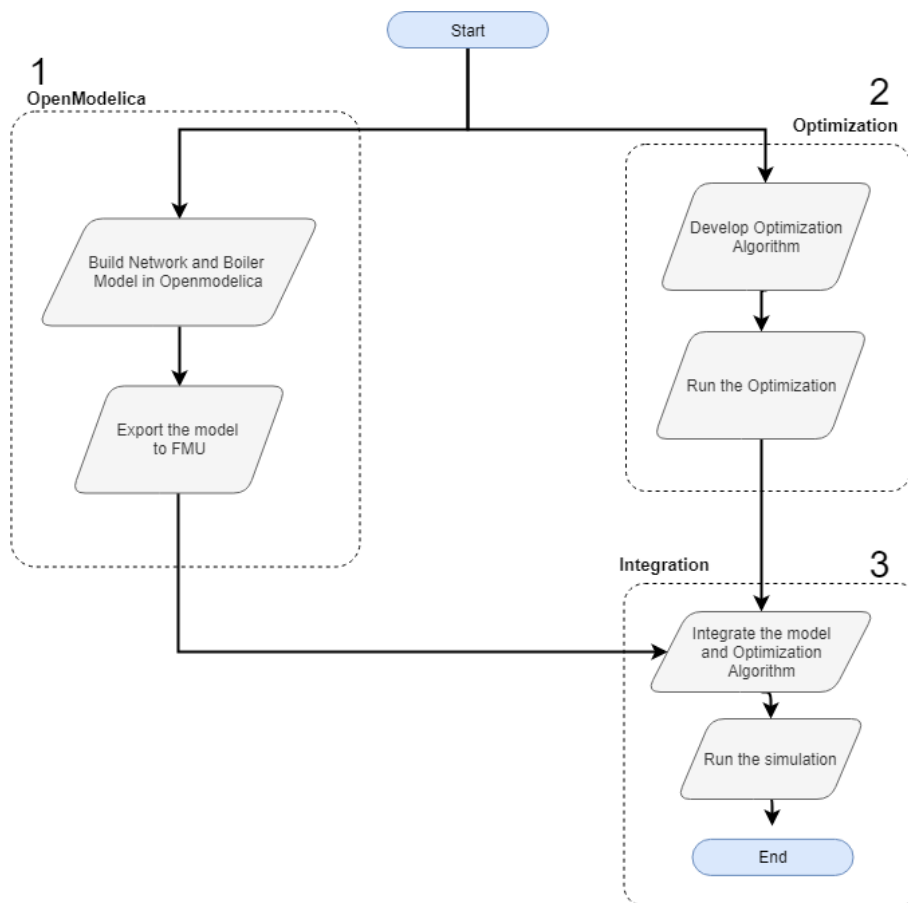 Start
1
OpenModelica
2
Optimization
Build Network and Boiler
Model in Openmodelica
Export the model
to FMU
Develop Optimization
Algorithm
Run the Optimization
Integration
3
Integrate the model
and Optimization
Algorithm
Run the simulation
End